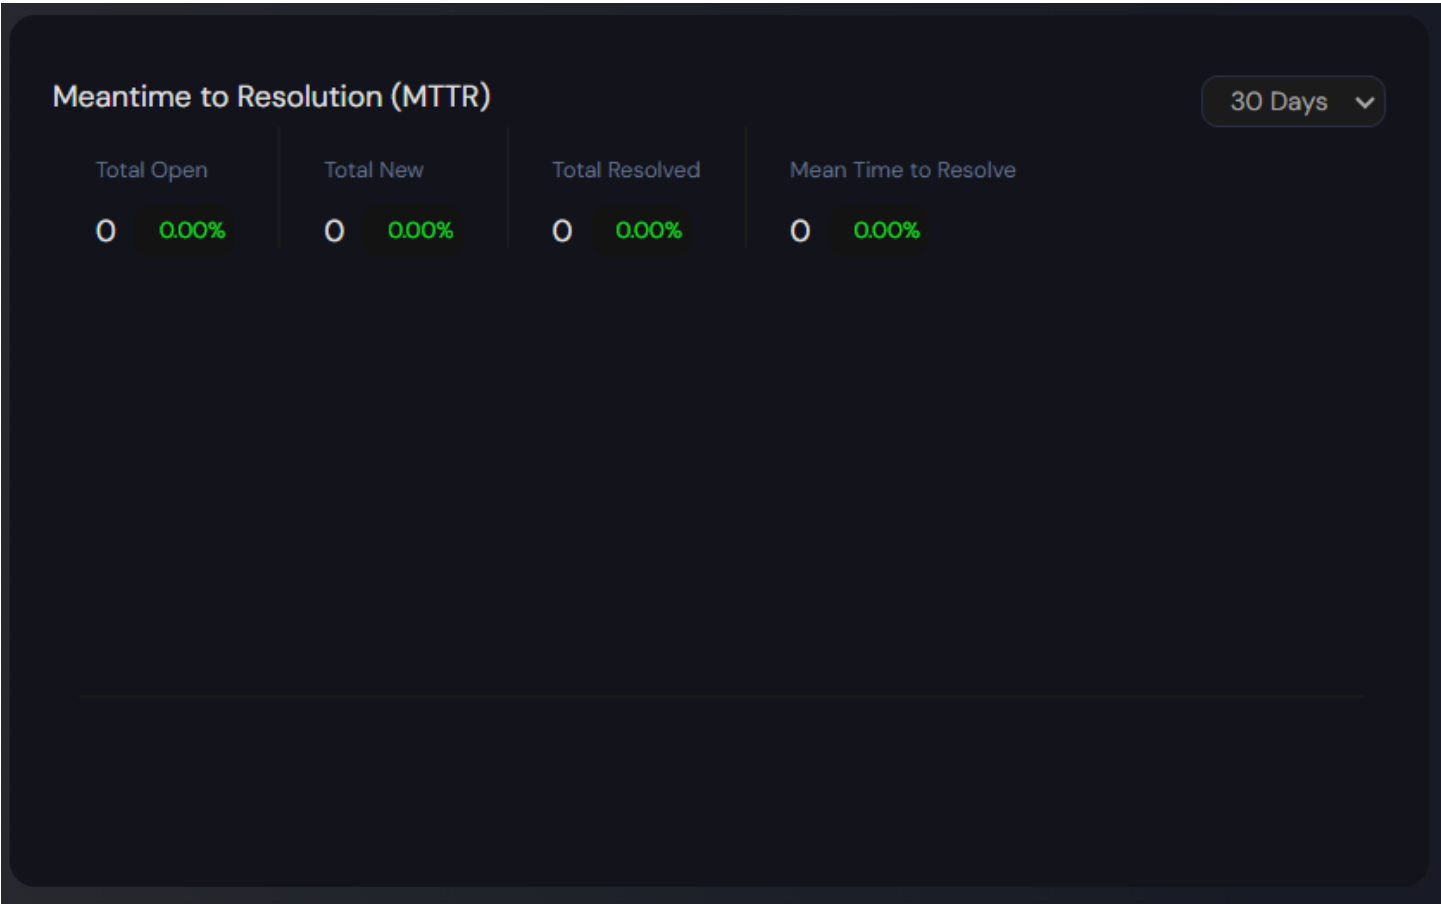 Meantime to Resolution (MTTR)
30 Days
Total Open
Total New
Total Resolved
Mean Time to Resolve
0 0.00%
0 0.00%
0 0.00%
0 0.00%